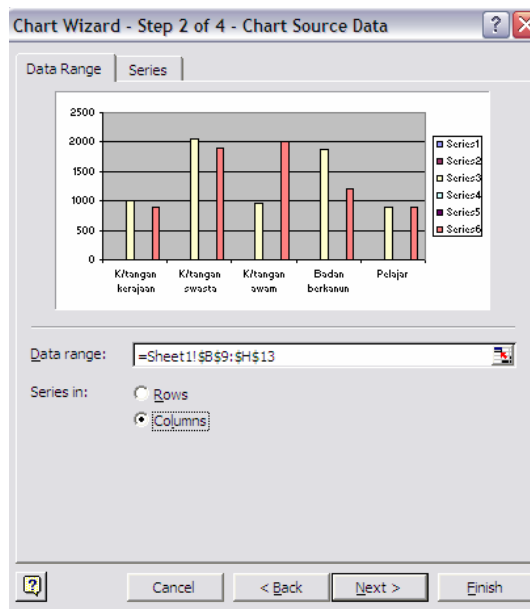 Chart Wizard - Step 2 of 4 - Chart Source Data
Data Range
Series
2500
2000
1500
1000
500
0
K/tangan kerajaan
K/tangan swasta
K/tangan awam
Badan berkanun
Pelajar
Series1
Series2
Series3
Series4
Series5
Series6
Data range:
=Sheet1!$B$9:$H$13
Series in:
Rows
Columns
Cancel
< Back
Next >
Finish